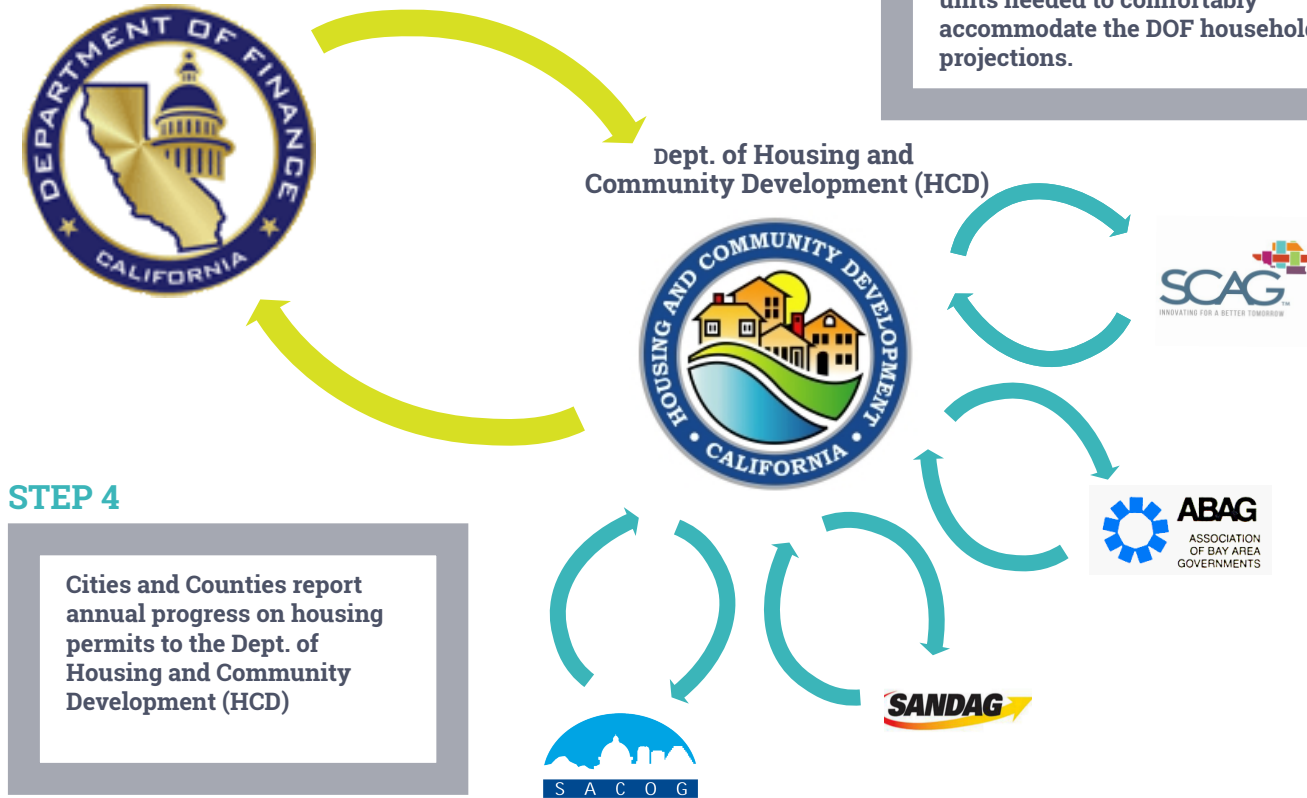 units needed to comfortably
accommodate the DOF household
projections.
DEPARTMENT OF FINANCE
CALIFORNIA
Dept. of Housing and
Community Development (HCD)
HOUSING AND COMMUNITY DEVELOPMENT
CALIFORNIA
SCAG
TM
INNOVATING FOR A BETTER TOMORROW
ABAG
ASSOCIATION
OF BAY AREA
GOVERNMENTS
STEP 4
Cities and Counties report
annual progress on housing
permits to the Dept. of
Housing and Community
Development (HCD)
SANDAG
SACOG